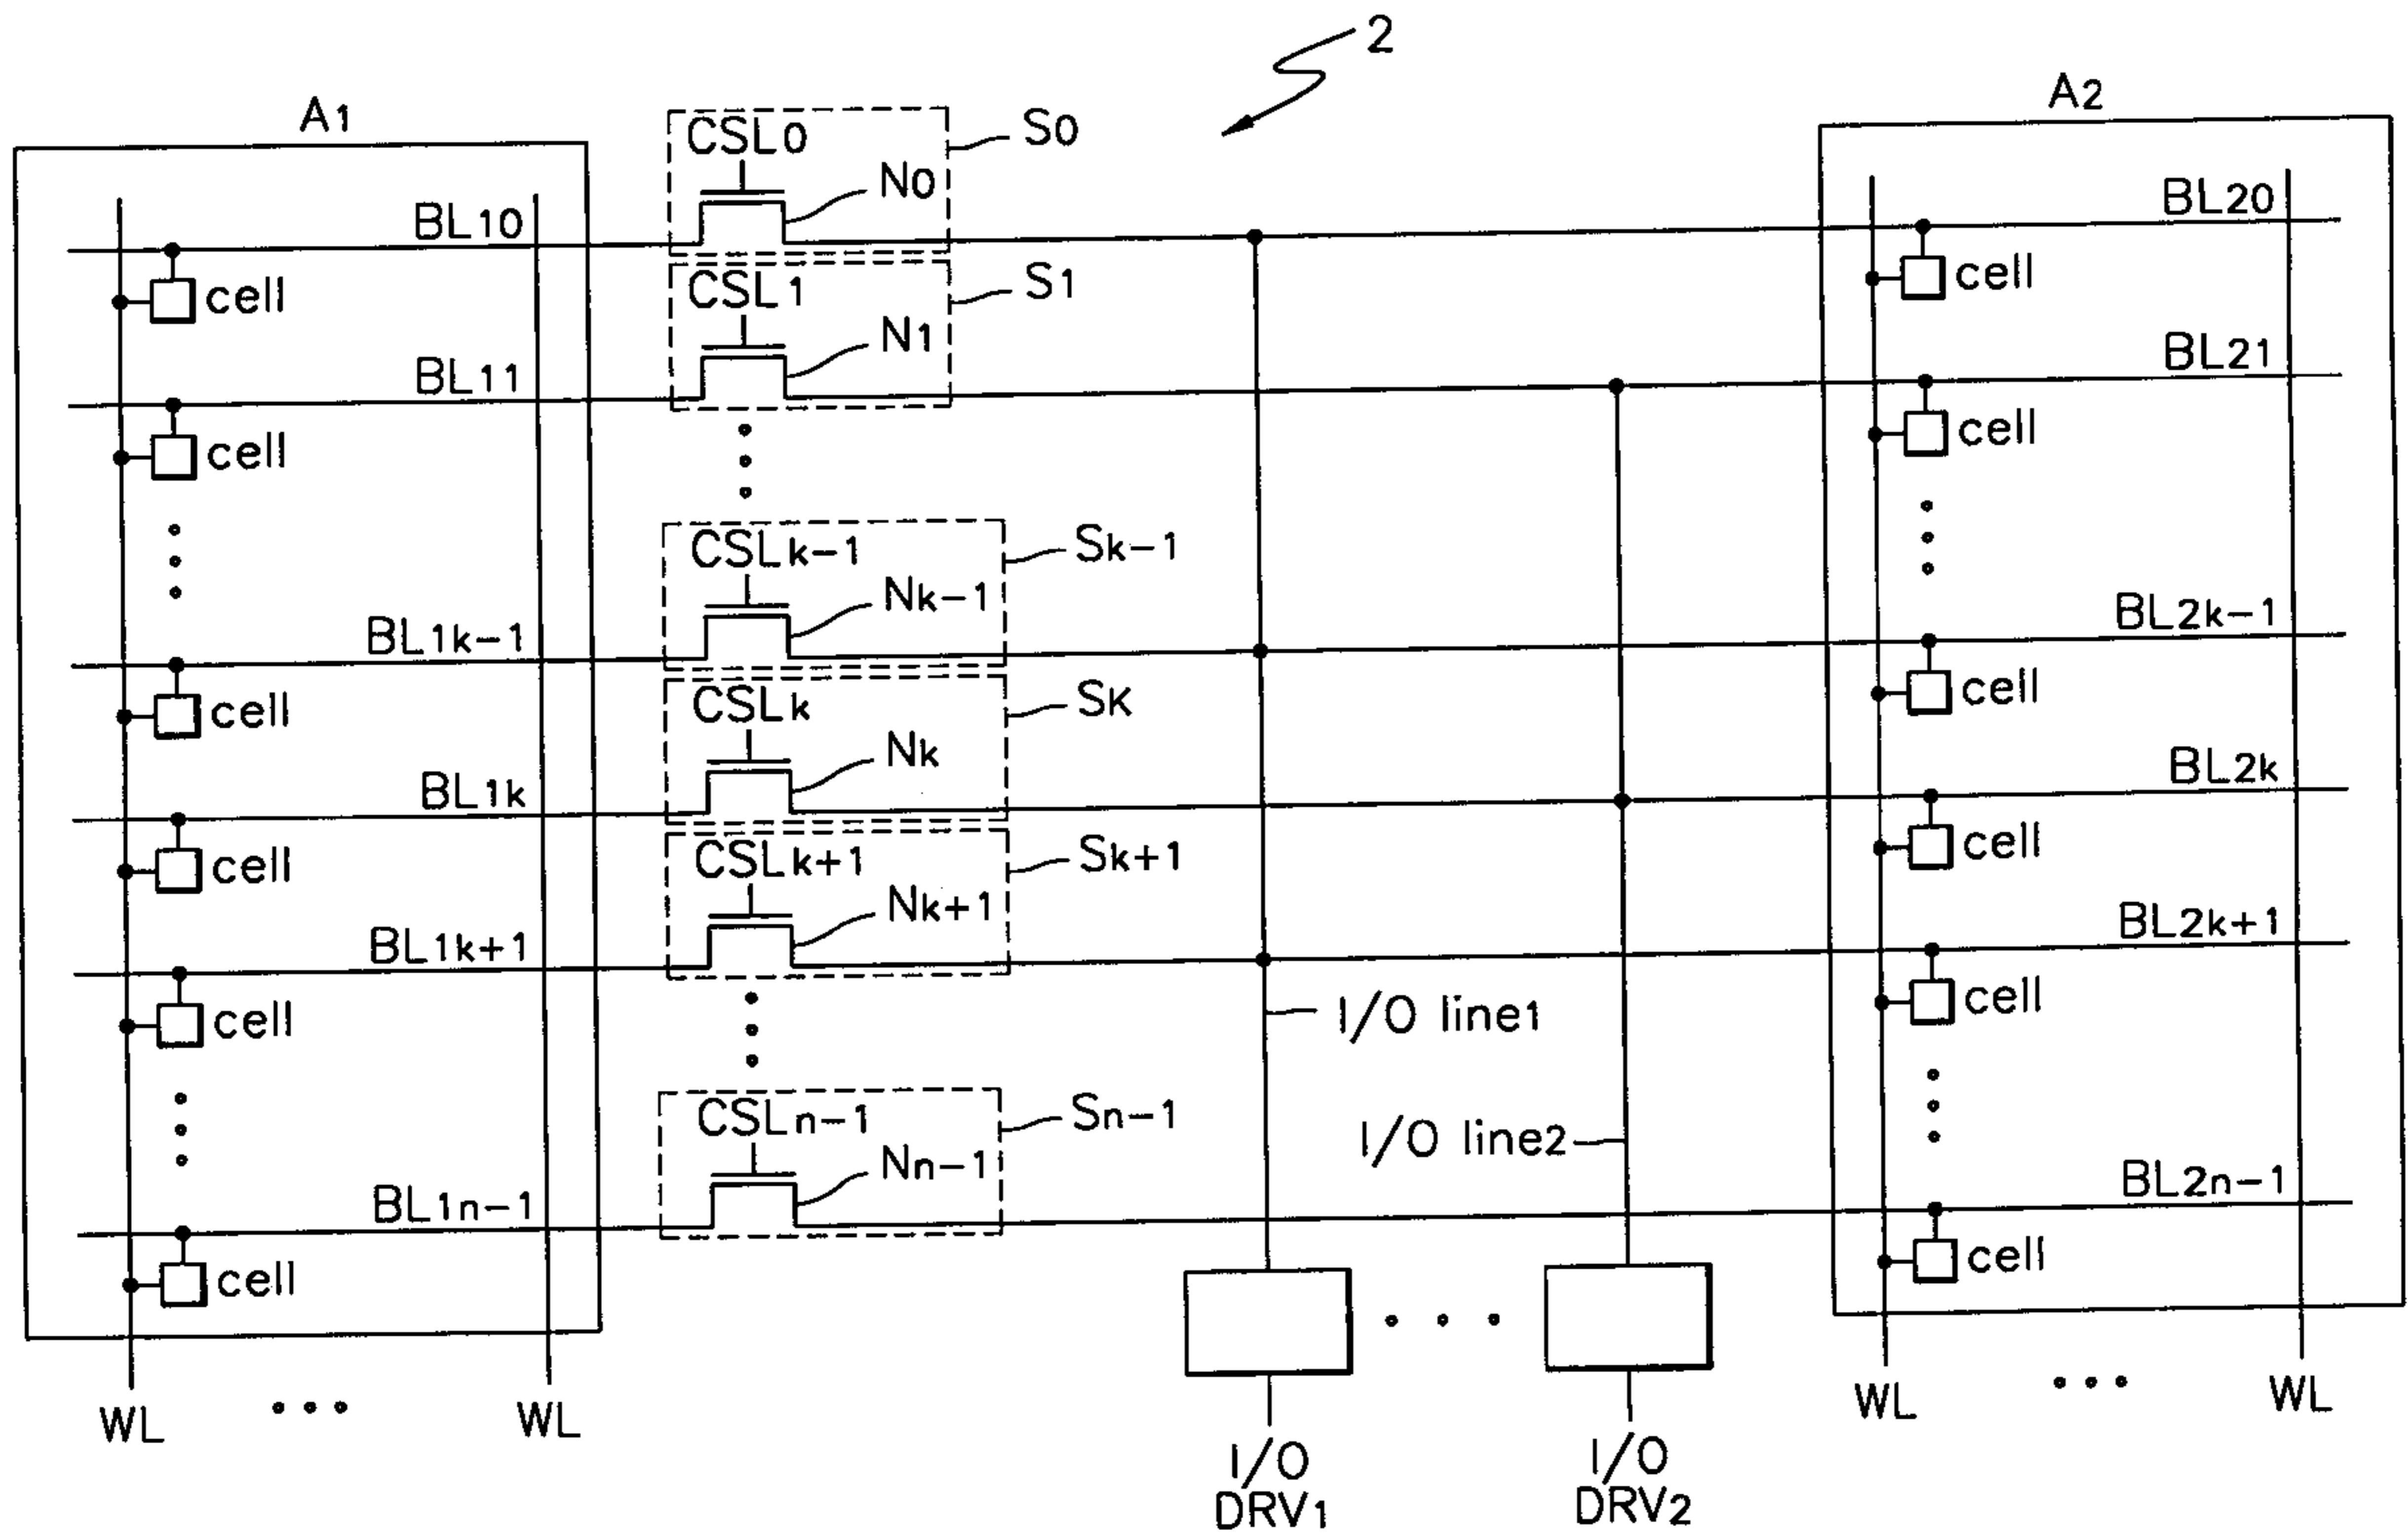 2
A1
A2
CSL0
S0
N0
BL10
BL20
cell
cell
CSL1
S1
N1
BL11
BL21
cell
cell
CSLk-1
Sk-1
Nk-1
BL1k-1
BL2k-1
cell
cell
CSLk
SK
Nk
BL1k
BL2k
cell
cell
CSLk+1
Sk+1
Nk+1
BL1k+1
BL2k+1
cell
cell
I/O line1
CSLn-1
Sn-1
I/O line2
Nn-1
BL1n-1
BL2n-1
cell
cell
WL
WL
WL
WL
I/O
DRV1
I/O
DRV2